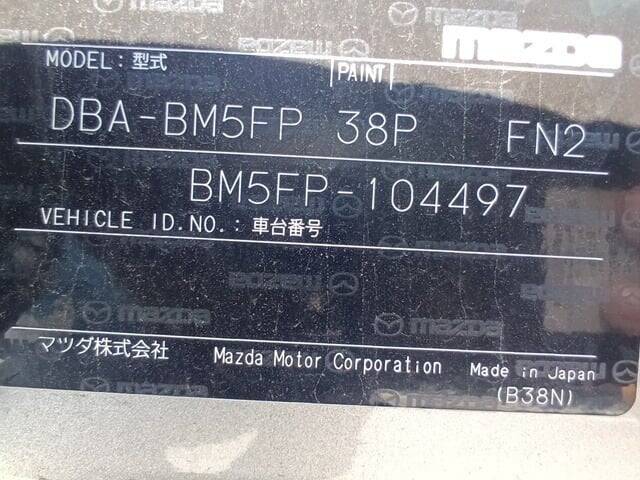 mazda
MODEL: 型式 PAINT
DBA-BM5FP 38P FN2
BM5FP-104497
VEHICLE ID.NO.: 車台番号
マツダ株式会社 Mazda Motor Corporation Made in Japan
(B38N)